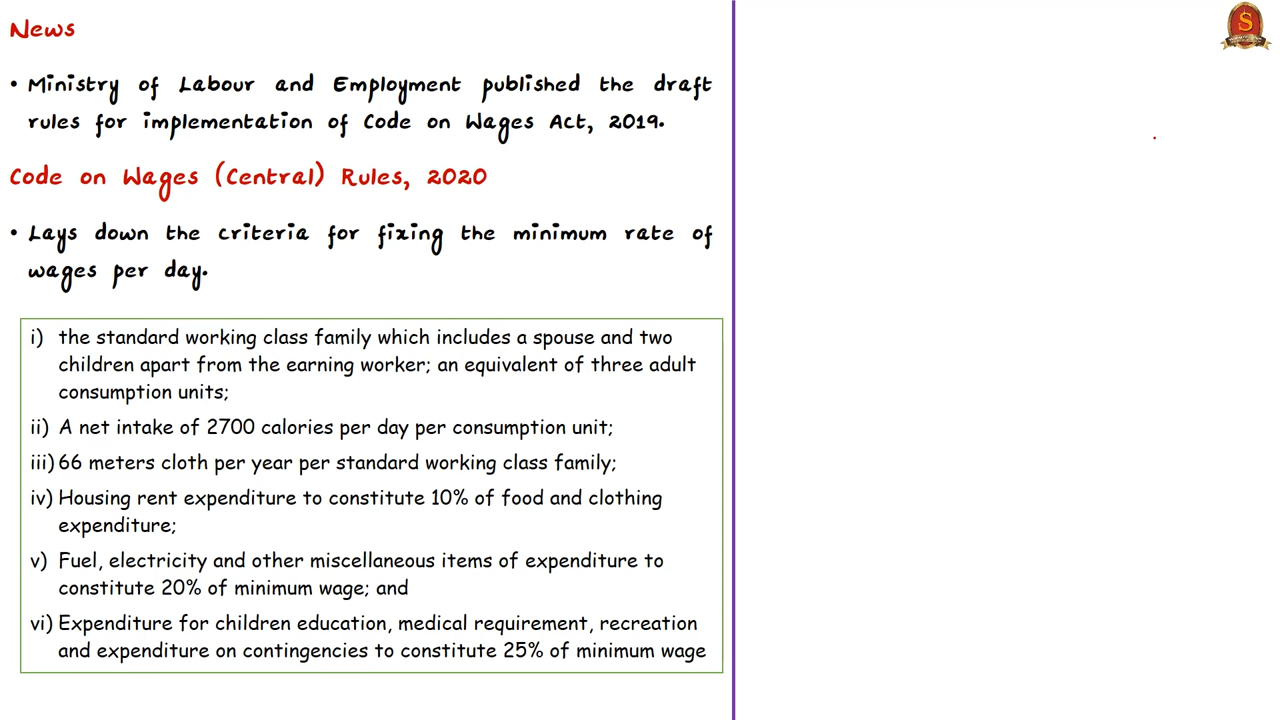 News
• Ministry of Labour and Employment published the draft
rules for implementation of Code on Wages Act, 2019.
Code on Wages (Central) Rules, 2020
• Lays down the criteria for fixing the minimum rate of
wages per day.
i) the standard working class family which includes a spouse and two
children apart from the earning worker; an equivalent of three adult
consumption units;
ii) A net intake of 2700 calories per day per consumption unit;
iii) 66 meters cloth per year per standard working class family;
iv) Housing rent expenditure to constitute 10% of food and clothing
expenditure;
v) Fuel, electricity and other miscellaneous items of expenditure to
constitute 20% of minimum wage; and
vi) Expenditure for children education, medical requirement, recreation
and expenditure on contingencies to constitute 25% of minimum wage
S